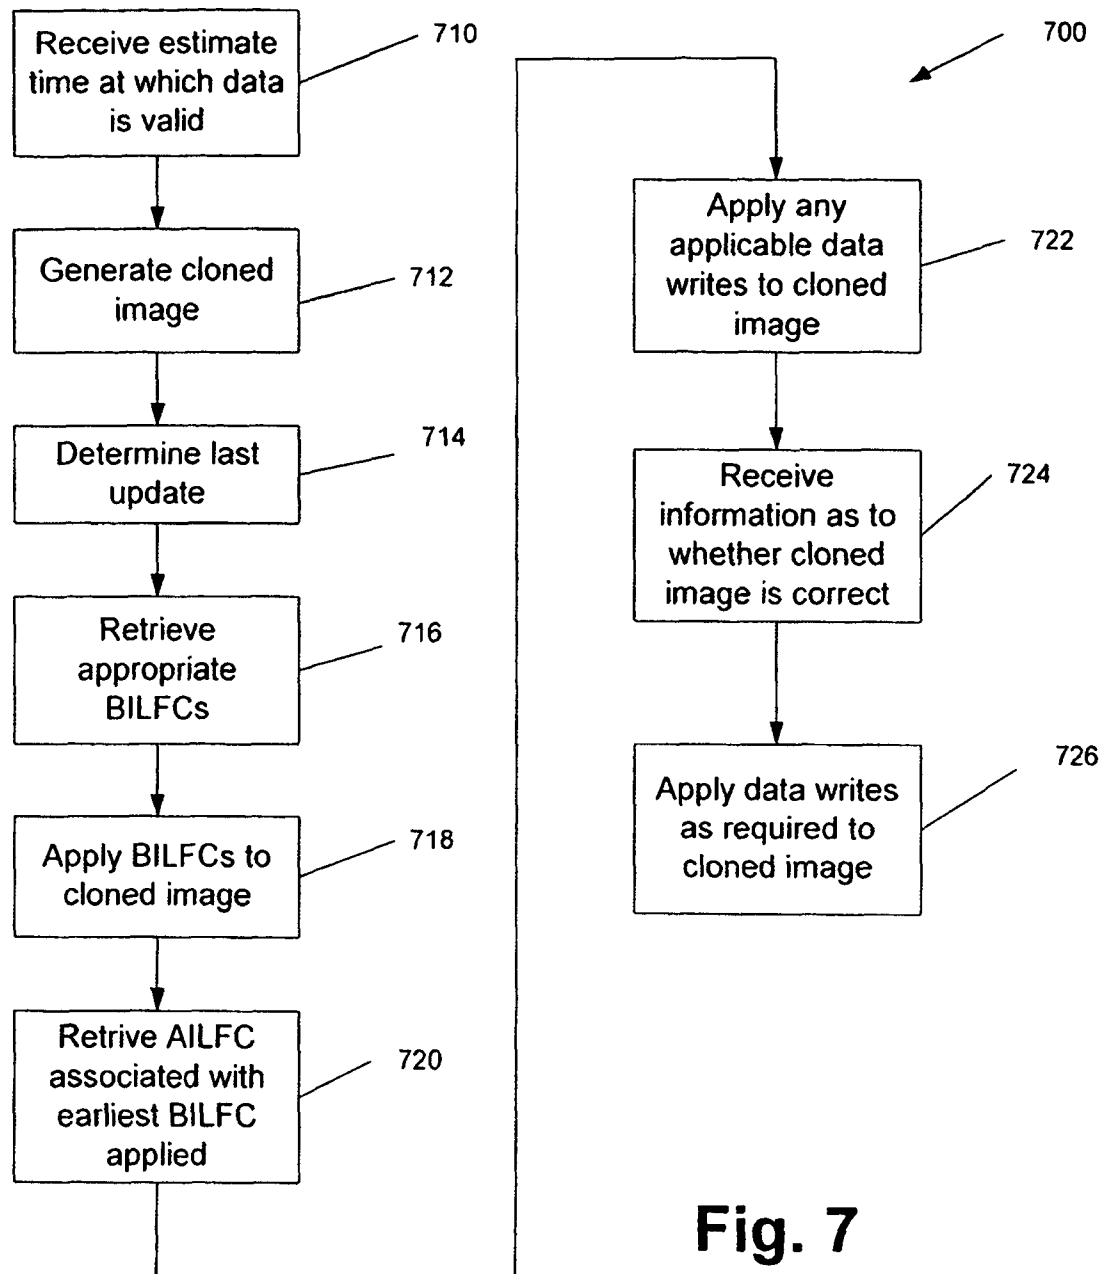 Receive estimate
time at which data
is valid
710
Generate cloned
image
712
Determine last
update
714
Retrieve
appropriate
BILFCs
716
Apply BILFCs to
cloned image
718
Retrive AILFC
associated with
earliest BILFC
applied
720
700
Apply any
applicable data
writes to cloned
image
722
Receive
information as to
whether cloned
image is correct
724
Apply data writes
as required to
cloned image
726
Fig. 7